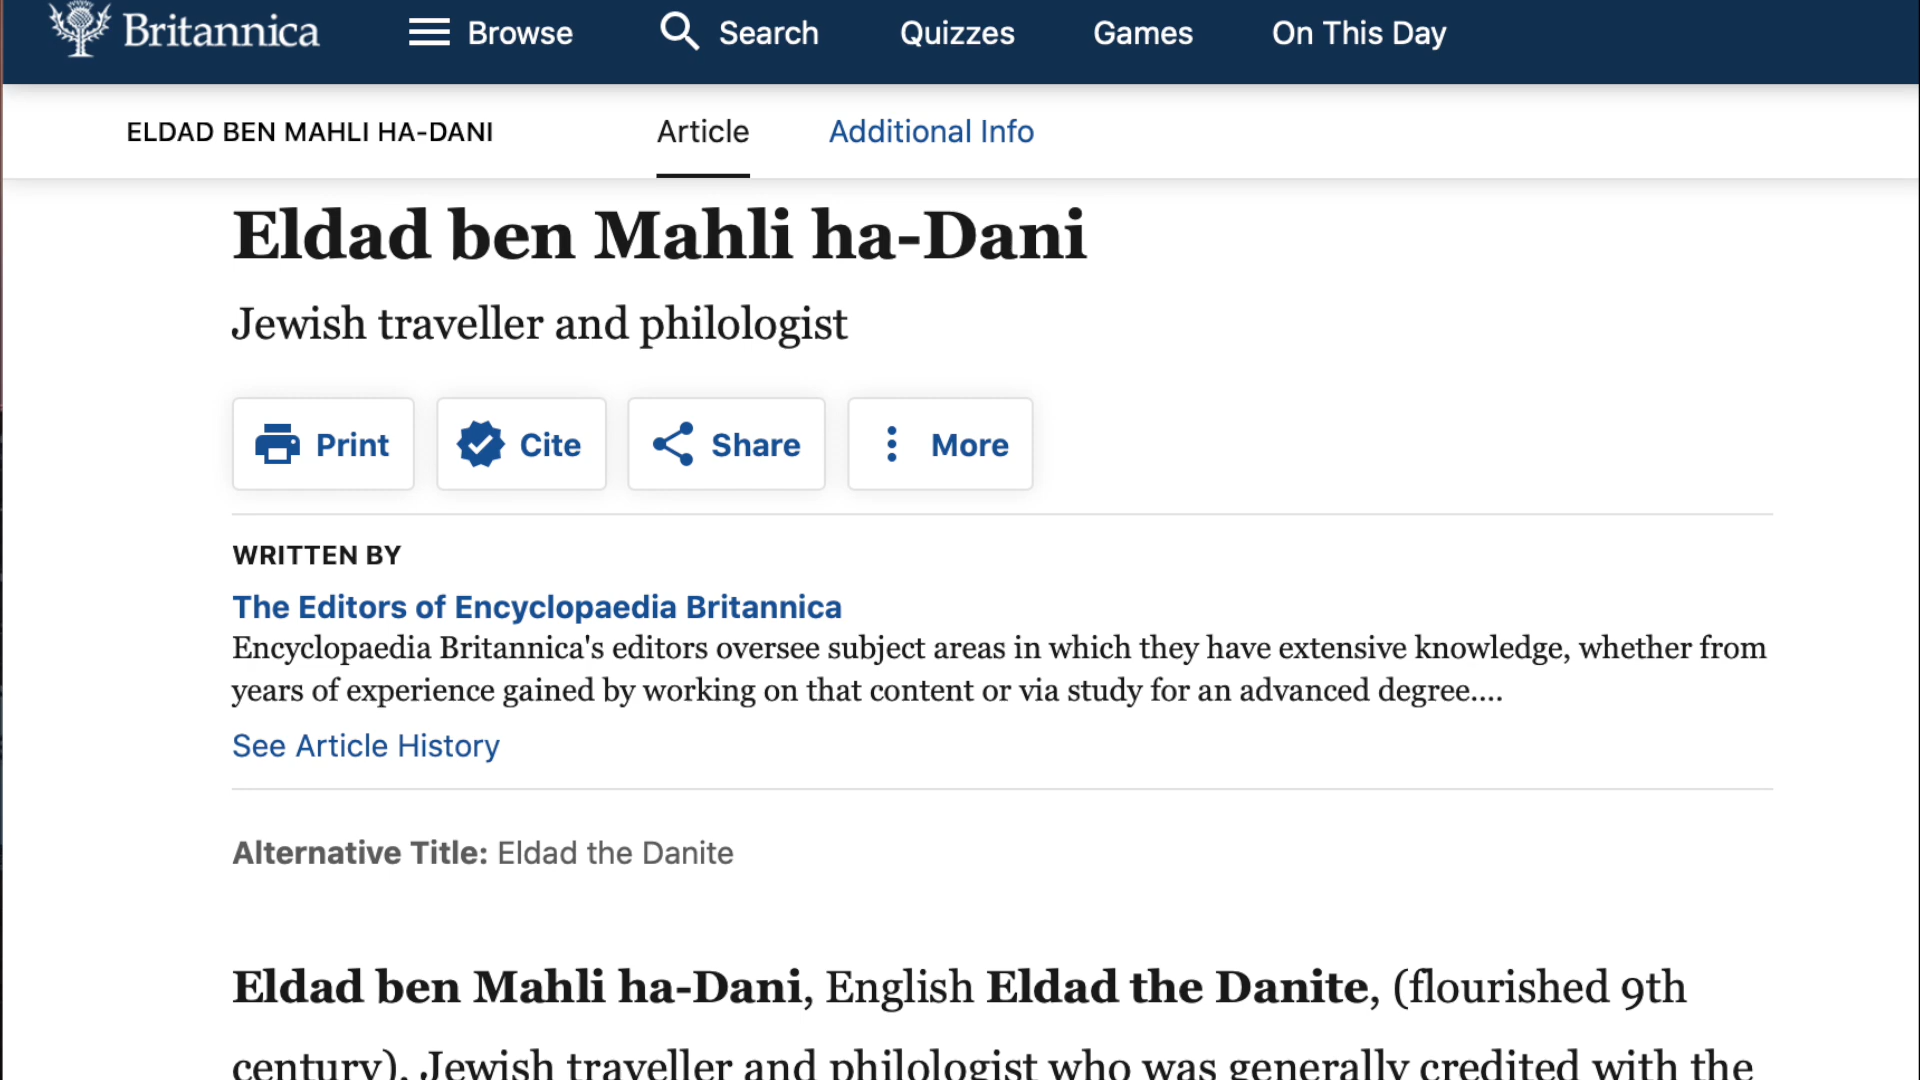 Britannica Browse Search Quizzes Games On This Day
ELDAD BEN MAHLI HA-DANI Article Additional Info
Eldad ben Mahli ha-Dani
Jewish traveller and philologist
Print Cite Share More
WRITTEN BY
The Editors of Encyclopaedia Britannica
Encyclopaedia Britannica's editors oversee subject areas in which they have extensive knowledge, whether from
years of experience gained by working on that content or via study for an advanced degree....
See Article History
Alternative Title: Eldad the Danite
Eldad ben Mahli ha-Dani, English Eldad the Danite, (flourished 9th
century), Jewish traveller and philologist who was generally credited with the